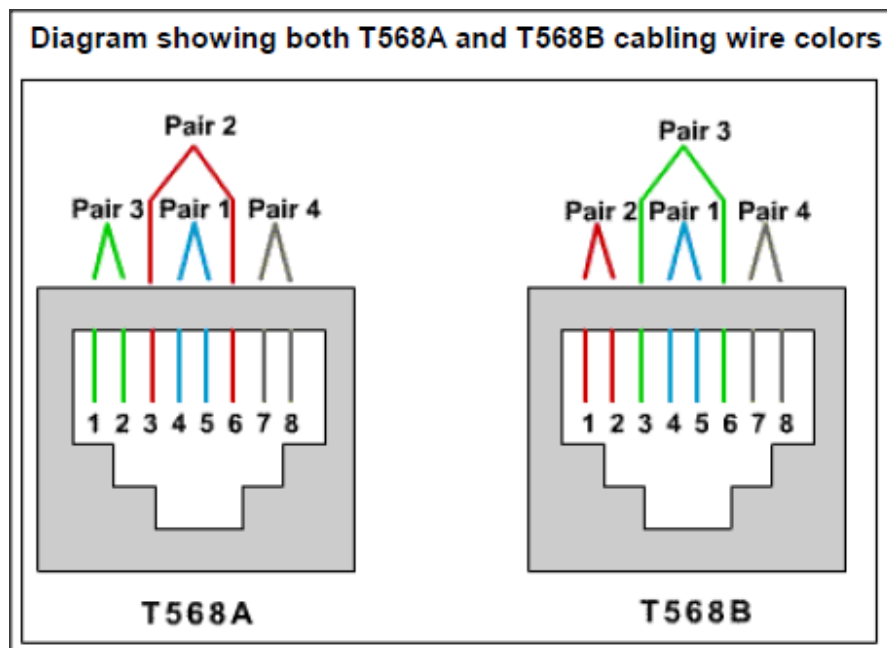 Diagram showing both T568A and T568B cabling wire colors
Pair 2
Pair 3 Pair 1 Pair 4
1 2 3 4 5 6 7 8
T568A
Pair 3
Pair 2 Pair 1 Pair 4
1 2 3 4 5 6 7 8
T568B